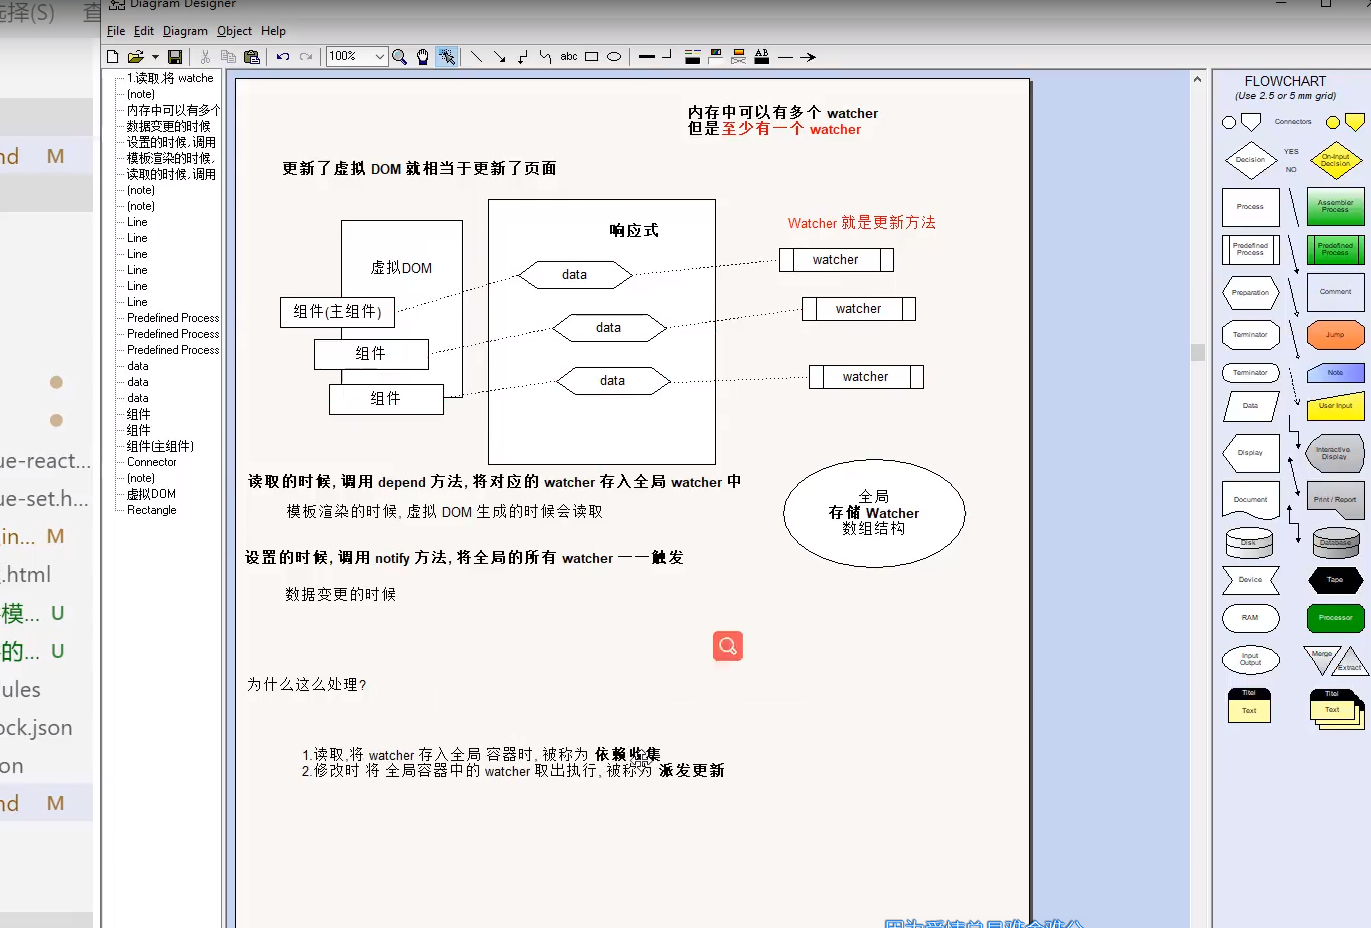 选择(S)
Diagram Designer
File Edit Diagram Object Help
100%
abc
AB
nd M
ue-react...
ue-set.h...
in... M
.html
模... U
的... U
ules
ock.json
on
nd M
1.读取,将 watche
(note)
内存中可以有多个
数据变更的时候
设置的时候,调用
模板渲染的时候,
读取的时候,调用
(note)
(note)
Line
Line
Line
Line
Line
Line
Predefined Process
Predefined Process
Predefined Process
data
data
data
组件
组件
组件(主组件)
Connector
(note)
虚拟DOM
Rectangle
内存中可以有多个 watcher
但是至少有一个 watcher
更新了虚拟 DOM 就相当于更新了页面
响应式
Watcher 就是更新方法
虚拟DOM
data
watcher
组件(主组件)
data
watcher
组件
data
watcher
组件
读取的时候, 调用 depend 方法, 将对应的 watcher 存入全局 watcher 中
模板渲染的时候, 虚拟 DOM 生成的时候会读取
全局
存储 Watcher
数组结构
设置的时候, 调用 notify 方法, 将全局的所有 watcher 一一触发
数据变更的时候
为什么这么处理?
1.读取,将 watcher 存入全局 容器时, 被称为 依赖收集
2.修改时 将 全局容器中的 watcher 取出执行, 被称为 派发更新
FLOWCHART
(Use 2.5 or 5 mm grid)
Connectors
Decision
YES
NO
On-Input
Decision
Process
Assembler
Process
Predefined
Process
Predefined
Process
Preparation
Comment
Terminator
Jump
Terminator
Note
Data
User Input
Display
Interactive
Display
Document
Print / Report
Disk
Database
Device
Tape
RAM
Processor
Input
Output
Merge
Extract
Titel
Text
Titel
Text